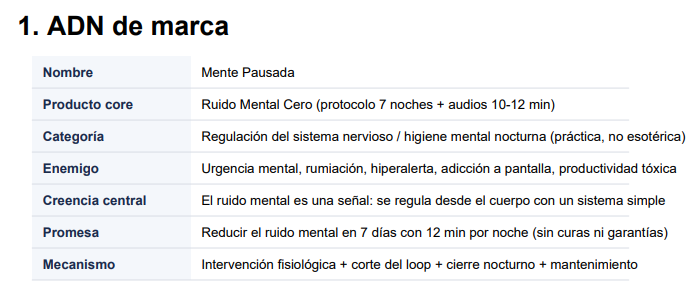 1. ADN de marca
Nombre Mente Pausada
Producto core Ruido Mental Cero (protocolo 7 noches + audios 10-12 min)
Categoría Regulación del sistema nervioso / higiene mental nocturna (práctica, no esotérica)
Enemigo Urgencia mental, rumiación, hiperalerta, adicción a pantalla, productividad tóxica
Creencia central El ruido mental es una señal: se regula desde el cuerpo con un sistema simple
Promesa Reducir el ruido mental en 7 días con 12 min por noche (sin curas ni garantías)
Mecanismo Intervención fisiológica + corte del loop + cierre nocturno + mantenimiento